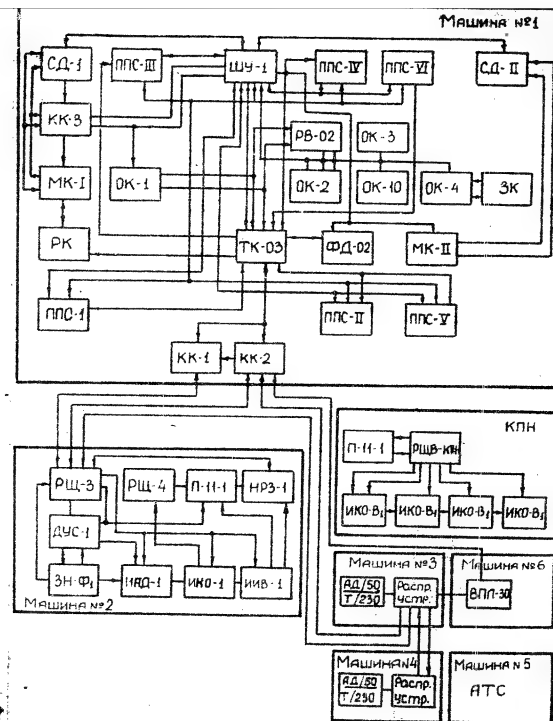 Машина №1
СД-1
ППС-III
ШУ-1
ППС-IV
ППС-VI
СД-II
КК-3
РВ-02
ОК-3
МК-I
ОК-1
ОК-2
ОК-10
ОК-4
ЗК
РК
ТК-03
ФД-02
МК-II
ППС-1
ППС-II
ППС-V
КК-1
КК-2
КПН
П-11-1
РЩВ-КПН
ИКО-В1
ИКО-В1
ИКО-В1
ИКО-В1
РЩ-3
РЩ-4
П-11-1
НРЗ-1
ДУС-1
ЗН-Ф1
ИАД-1
ИКО-1
ИИВ-1
Машина №2
Машина №3
АД/50
Т/230
Распр.
устр.
Машина №6
ВПЛ-30
Машина №4
АД/50
Т/230
Распр.
устр.
Машина №5
АТС